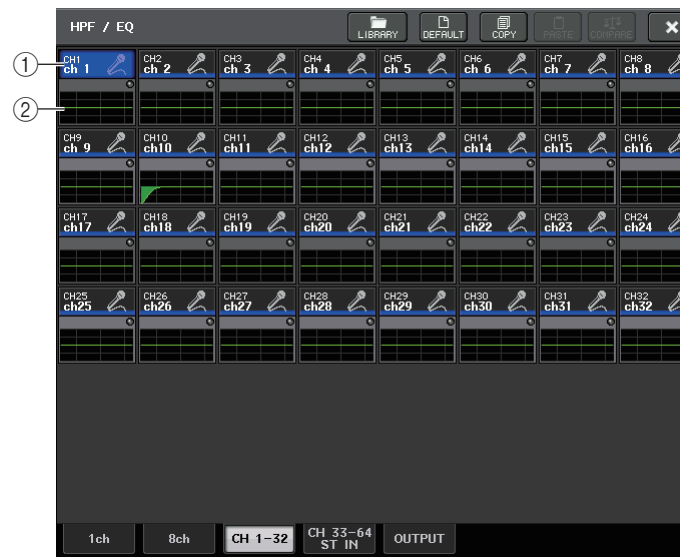 HPF / EQ
LIBRARY DEFAULT COPY PASTE COMPARE
① CH1 CH2 CH3 CH4 CH5 CH6 CH7 CH8
ch 1 ch 2 ch 3 ch 4 ch 5 ch 6 ch 7 ch 8
②
CH9 CH10 CH11 CH12 CH13 CH14 CH15 CH16
ch 9 ch10 ch11 ch12 ch13 ch14 ch15 ch16
CH17 CH18 CH19 CH20 CH21 CH22 CH23 CH24
ch17 ch18 ch19 ch20 ch21 ch22 ch23 ch24
CH25 CH26 CH27 CH28 CH29 CH30 CH31 CH32
ch25 ch26 ch27 ch28 ch29 ch30 ch31 ch32
1ch 8ch CH 1-32 CH 33-64 OUTPUT
ST IN